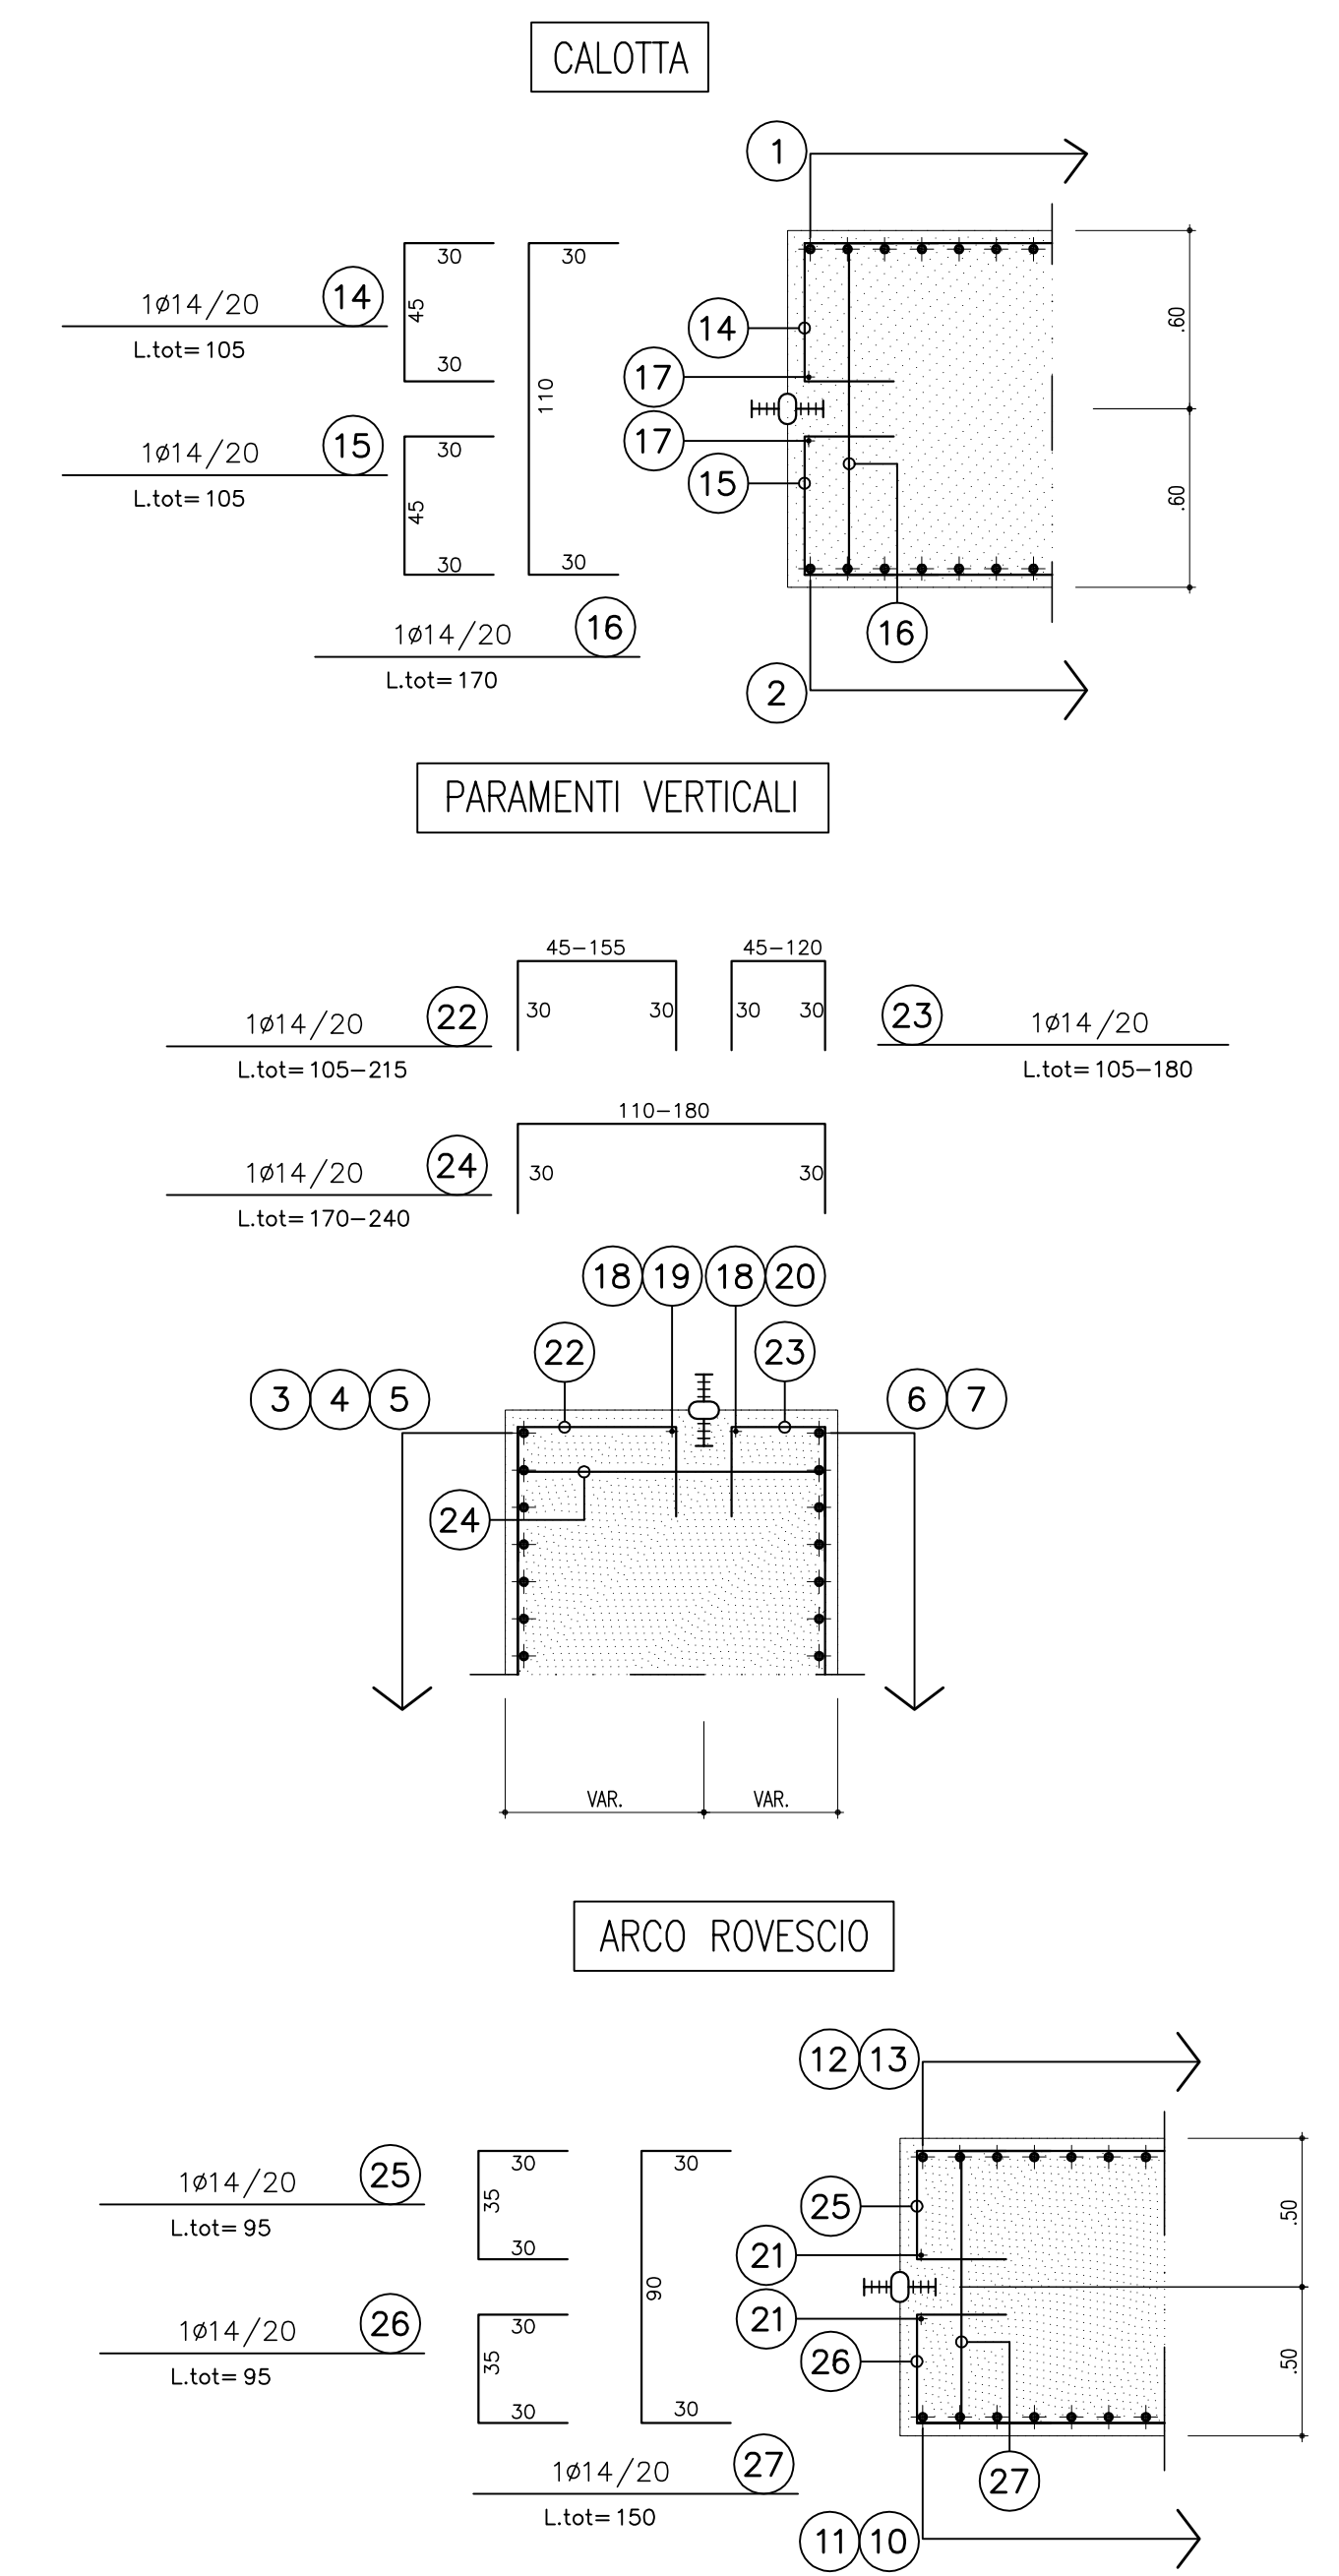 CALOTTA
1
30
30
1ø14/20
14
45
L.tot= 105
30
14
.60
17
110
1ø14/20
15
30
17
L.tot= 105
45
15
.60
30
30
1ø14/20
16
16
L.tot= 170
2
PARAMENTI VERTICALI
45-155
45-120
1ø14/20
22
30
30
30
30
23
1ø14/20
L.tot= 105-215
L.tot= 105-180
110-180
1ø14/20
24
30
30
L.tot= 170-240
18
19
18
20
22
23
3
4
5
6
7
24
VAR.
VAR.
ARCO ROVESCIO
12
13
30
30
1ø14/20
25
35
25
.50
L.tot= 95
30
21
90
1ø14/20
26
30
21
L.tot= 95
35
26
.50
30
30
1ø14/20
27
27
L.tot= 150
11
10